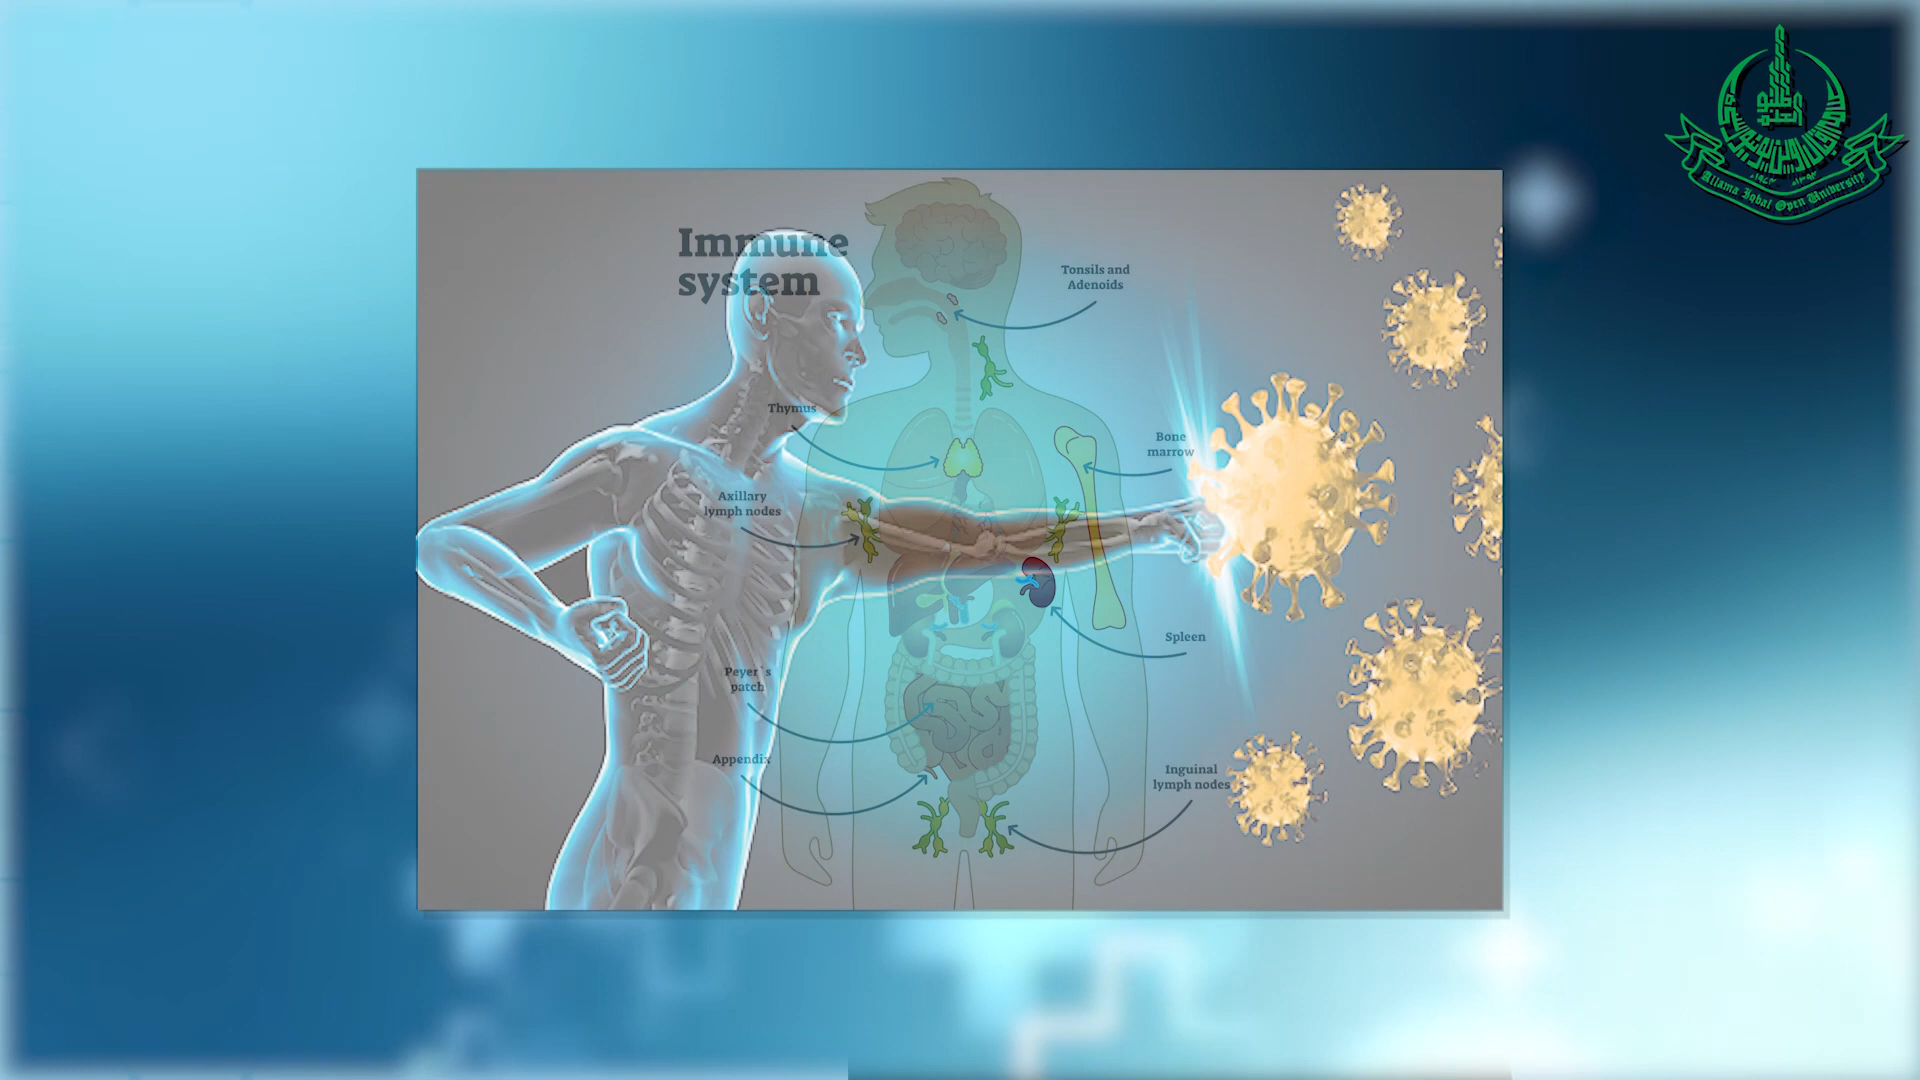 Immune
system
Tonsils and
Adenoids
Thymus
Bone
marrow
Axillary
lymph nodes
Spleen
Peyer`s
patch
Appendix
Inguinal
lymph nodes
Allama Iqbal Open University